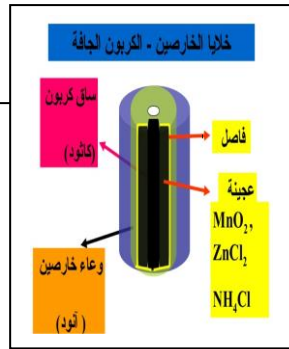 خلايا الخارصين - الكربون الجافة
ساق كربون
(كاثود)
فاصل
عجينة
MnO₂,
ZnCl₂
NH₄Cl
وعاء خارصين
( آنود)